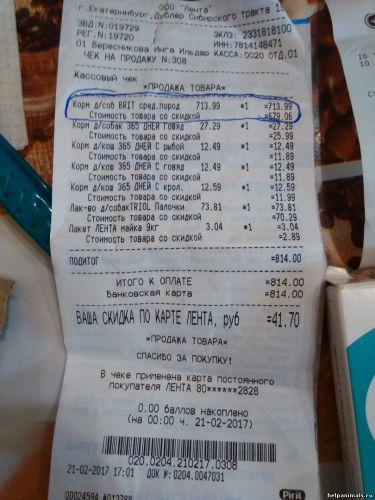 ООО "Лента"
г.Екатеринбург,Дублер Сибирского тракта 1
ЗВД.N:019729 ЭКЛЗ: 2331818100
РЕГ.N:19720 ИНН:7814148471
01 Вересникова Инга Ильдар КАССА:0020 ОТД.01
ЧЕК НА ПРОДАЖУ N:308
Кассовый чек
*ПРОДАЖА ТОВАРА*
Корм д/соб BRIT сред.пород 713.99 *1 =713.99
Стоимость товара со скидкой =679.06
Корм д/собак 365 ДНЕЙ говяд 27.29 *1 =27.29
Стоимость товара со скидкой =25.99
Корм д/кош 365 ДНЕЙ С рыбой 12.49 *1 =12.49
Стоимость товара со скидкой =11.89
Корм д/кош 365 ДНЕЙ С говяд 12.49 *1 =12.49
Стоимость товара со скидкой =11.89
Корм д/кош 365 ДНЕЙ С крол. 12.59 *1 =12.59
Стоимость товара со скидкой =11.99
Лак-во д/собакTRIOL Палочки 73.81 *1 =73.81
Стоимость товара со скидкой =70.29
Пакет ЛЕНТА майка 9кг 3.04 *1 =3.04
Стоимость товара со скидкой =2.89
ПОДИТОГ =814.00
ИТОГО К ОПЛАТЕ =814.00
Банковская карта =814.00
ВАША СКИДКА ПО КАРТЕ ЛЕНТА, руб =41.70
*ПРОДАЖА ТОВАРА*
СПАСИБО ЗА ПОКУПКУ!
В чеке применена карта постоянного
покупателя ЛЕНТА 80******2828
0.00 баллов накоплено
(на 00:00 ч. 21-02-2017)
020.0204.210217.0308
21-02-2017 17:01 ДОК №:0204.0047031
00024594 #012788 Pirit
helpanimals.ru